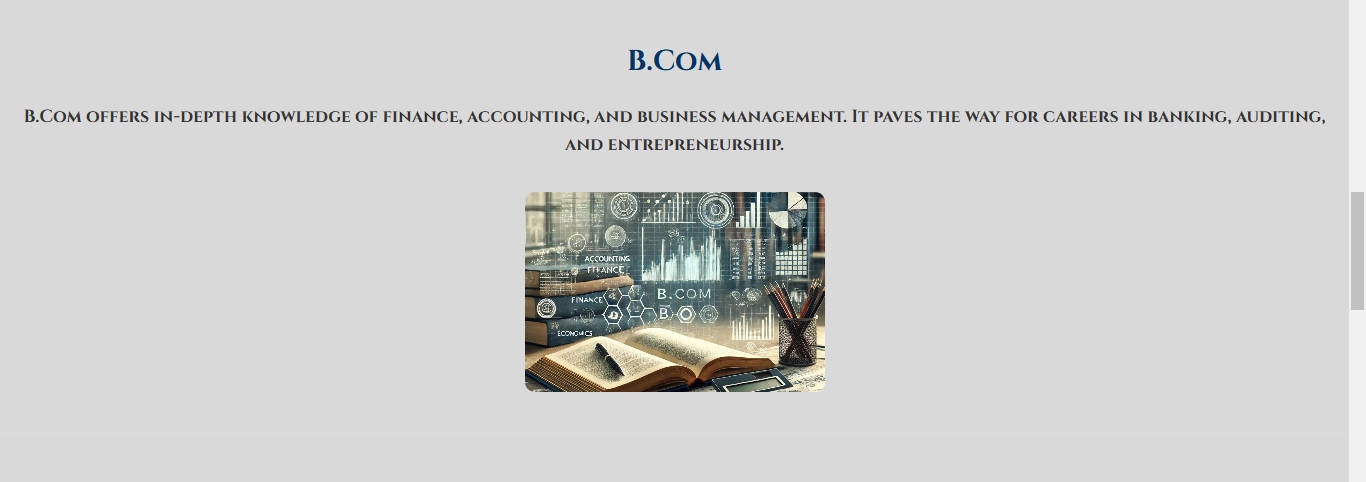 B.Com
B.Com offers in-depth knowledge of finance, accounting, and business management. It paves the way for careers in banking, auditing,
and entrepreneurship.
ACCOUNTING
FINANCE
FINANCE
B.COM
B
ECONOMICS